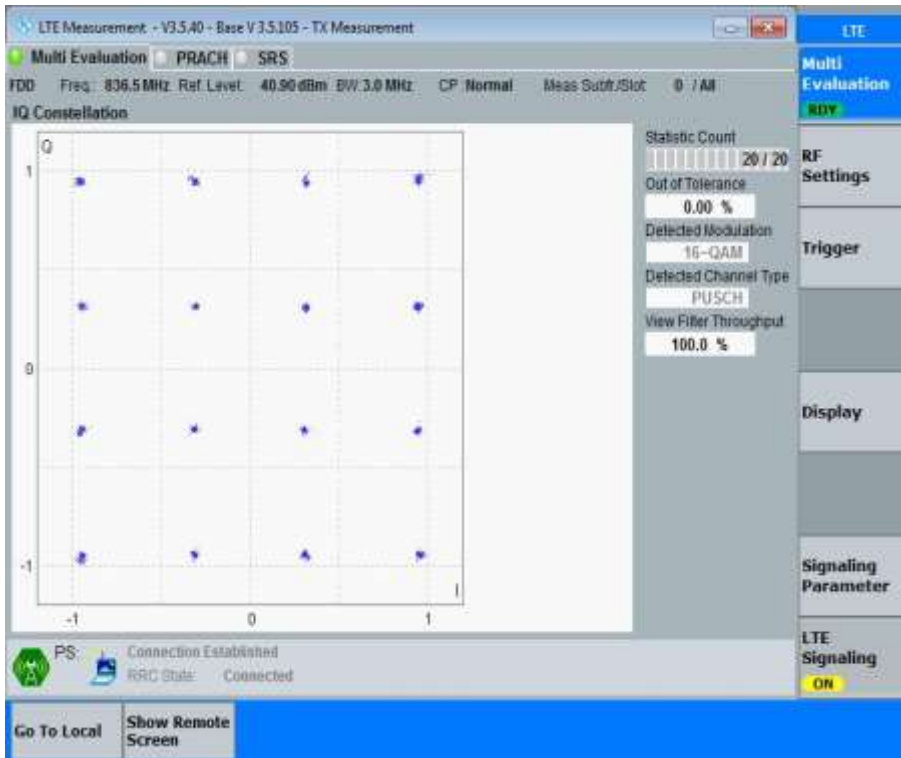 LTE Measurement - V3.5.40 - Base V 3.5.105 - TX Measurement
LTE
Multi Evaluation PRACH SRS
Multi
Evaluation
RDY
FDD Freq.: 836.5 MHz Ref. Level: 40.90 dBm BW: 3.0 MHz CP: Normal Meas Subfr./Slot: 0 / All
IQ Constellation
Q
Statistic Count
20 / 20
RF
Settings
1
Out of Tolerance
0.00 %
Detected Modulation
16-QAM
Trigger
Detected Channel Type
PUSCH
View Filter Throughput
100.0 %
0
Display
-1
I
Signaling
Parameter
-1 0 1
PS: Connection Established
RRC State: Connected
LTE
Signaling
ON
Go To Local
Show Remote
Screen